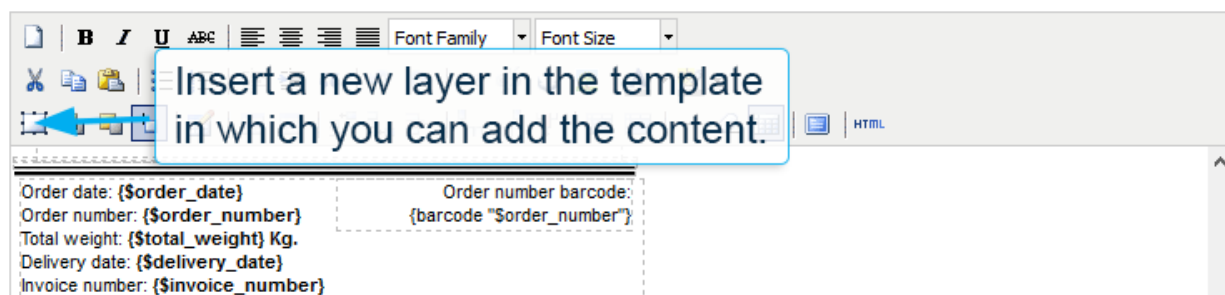 B I U ABC Font Family Font Size
Insert a new layer in the template
in which you can add the content.
HTML
Order date: {$order_date}
Order number barcode:
Order number: {$order_number}
{barcode "$order_number"}
Total weight: {$total_weight} Kg.
Delivery date: {$delivery_date}
Invoice number: {$invoice_number}